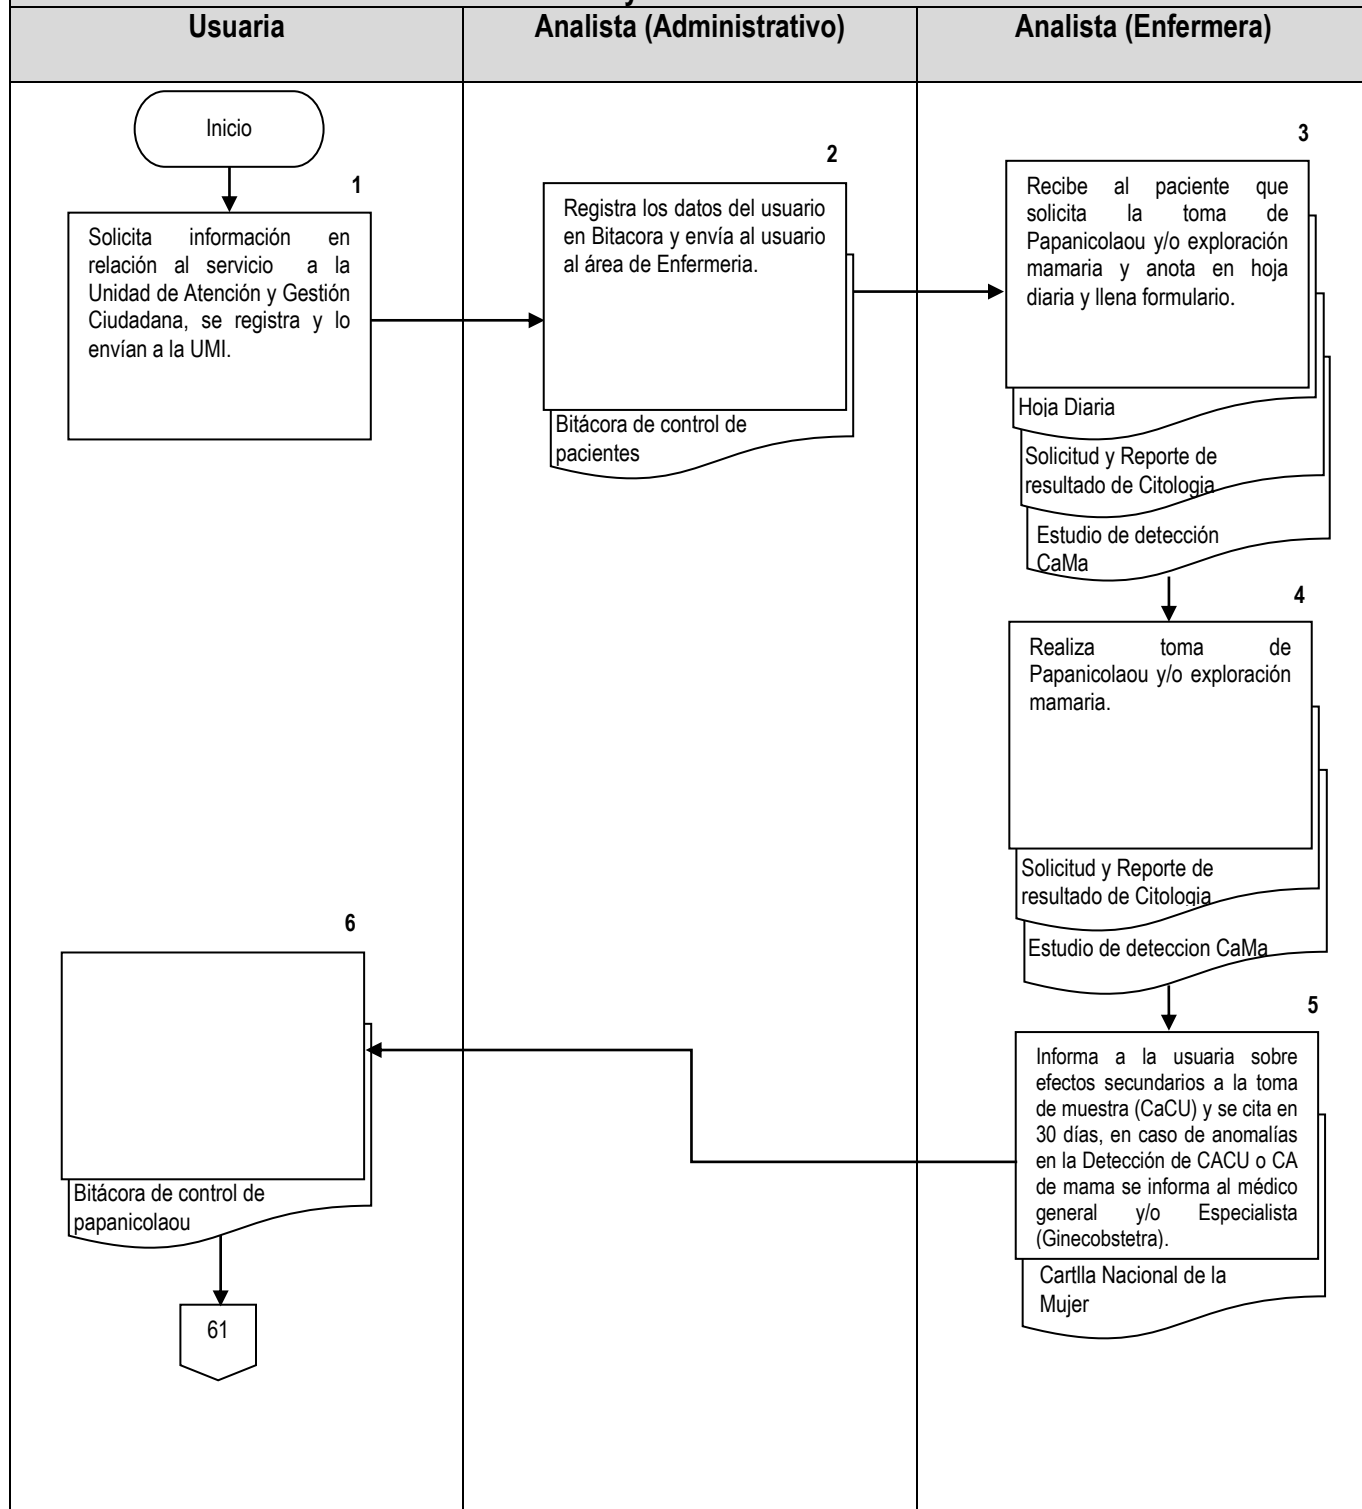 Usuaria
Analista (Administrativo)
Analista (Enfermera)
Inicio
1
Solicita información en
relación al servicio a la
Unidad de Atención y Gestión
Ciudadana, se registra y lo
envían a la UMI.
2
Registra los datos del usuario
en Bitacora y envía al usuario
al área de Enfermeria.
Bitácora de control de
pacientes
3
Recibe al paciente que
solicita la toma de
Papanicolaou y/o exploración
mamaria y anota en hoja
diaria y llena formulario.
Hoja Diaria
Solicitud y Reporte de
resultado de Citologia
Estudio de detección
CaMa
4
Realiza toma de
Papanicolaou y/o exploración
mamaria.
Solicitud y Reporte de
resultado de Citologia
Estudio de deteccion CaMa
5
Informa a la usuaria sobre
efectos secundarios a la toma
de muestra (CaCU) y se cita en
30 días, en caso de anomalías
en la Detección de CACU o CA
de mama se informa al médico
general y/o Especialista
(Ginecobstetra).
Cartlla Nacional de la
Mujer
6
Bitácora de control de
papanicolaou
61